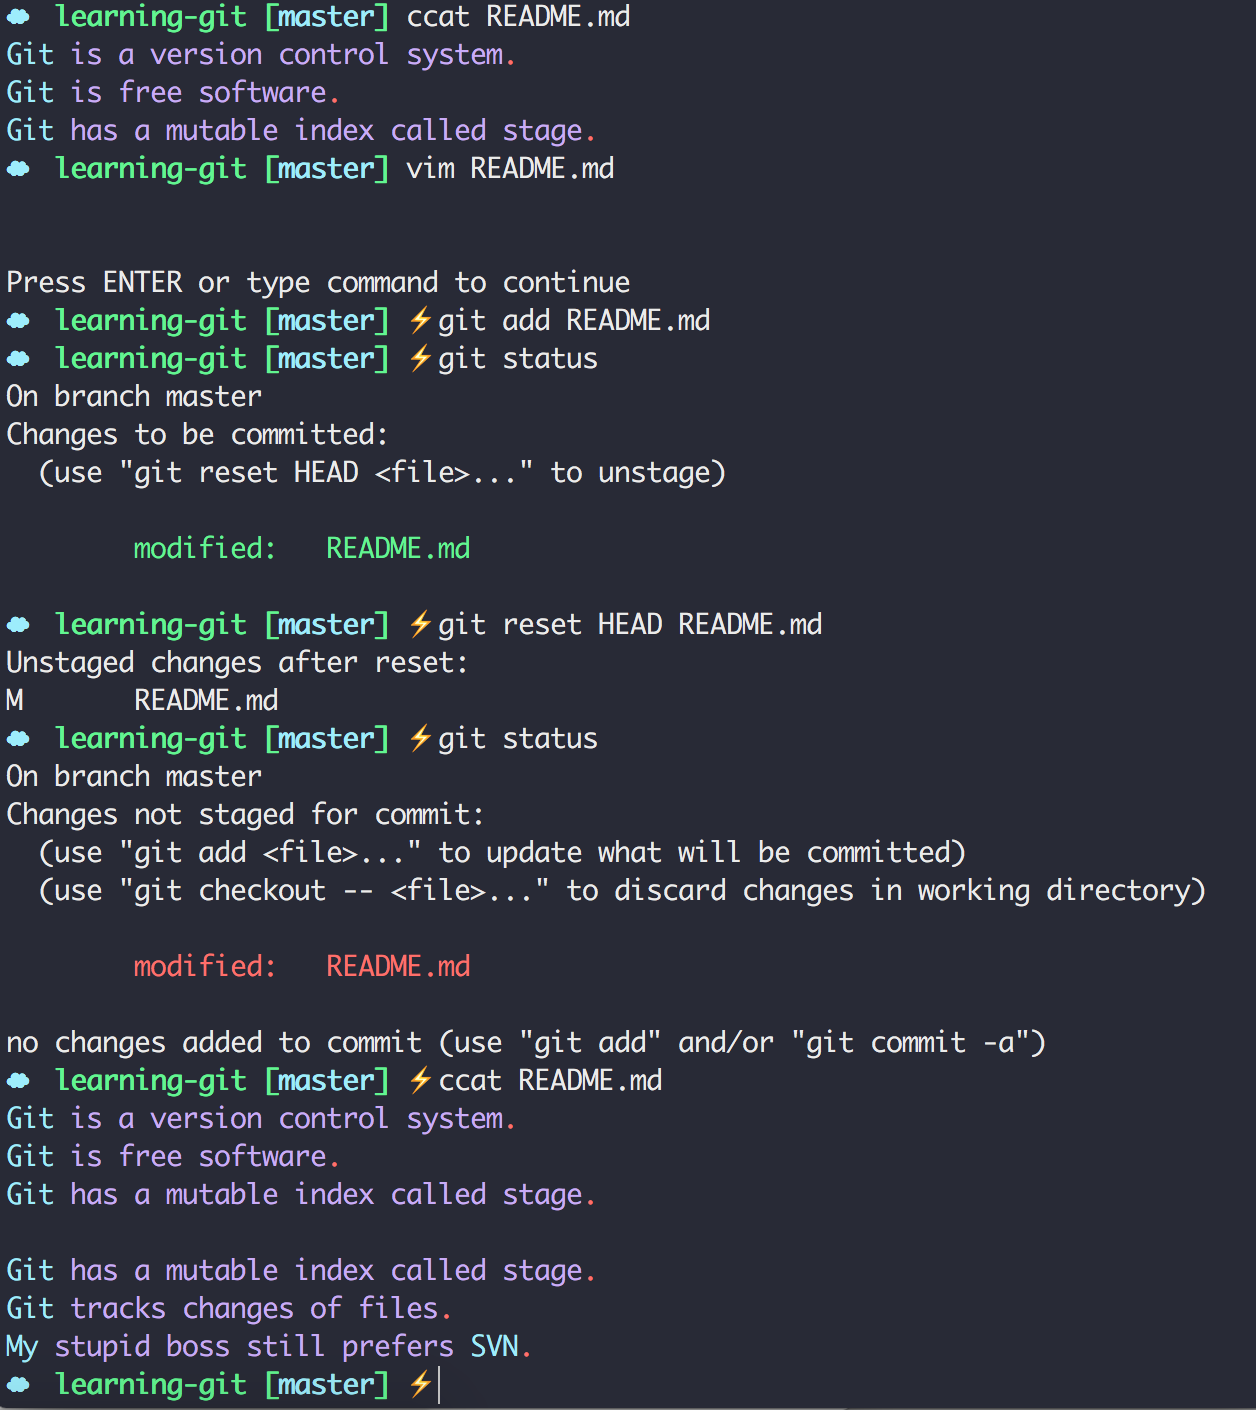 learning-git [master] ccat README.md
Git is a version control system.
Git is free software.
Git has a mutable index called stage.
learning-git [master] vim README.md
Press ENTER or type command to continue
learning-git [master] ⚡git add README.md
learning-git [master] ⚡git status
On branch master
Changes to be committed:
  (use "git reset HEAD <file>..." to unstage)
        modified:   README.md
learning-git [master] ⚡git reset HEAD README.md
Unstaged changes after reset:
M       README.md
learning-git [master] ⚡git status
On branch master
Changes not staged for commit:
  (use "git add <file>..." to update what will be committed)
  (use "git checkout -- <file>..." to discard changes in working directory)
        modified:   README.md
no changes added to commit (use "git add" and/or "git commit -a")
learning-git [master] ⚡ccat README.md
Git is a version control system.
Git is free software.
Git has a mutable index called stage.
Git has a mutable index called stage.
Git tracks changes of files.
My stupid boss still prefers SVN.
learning-git [master] ⚡